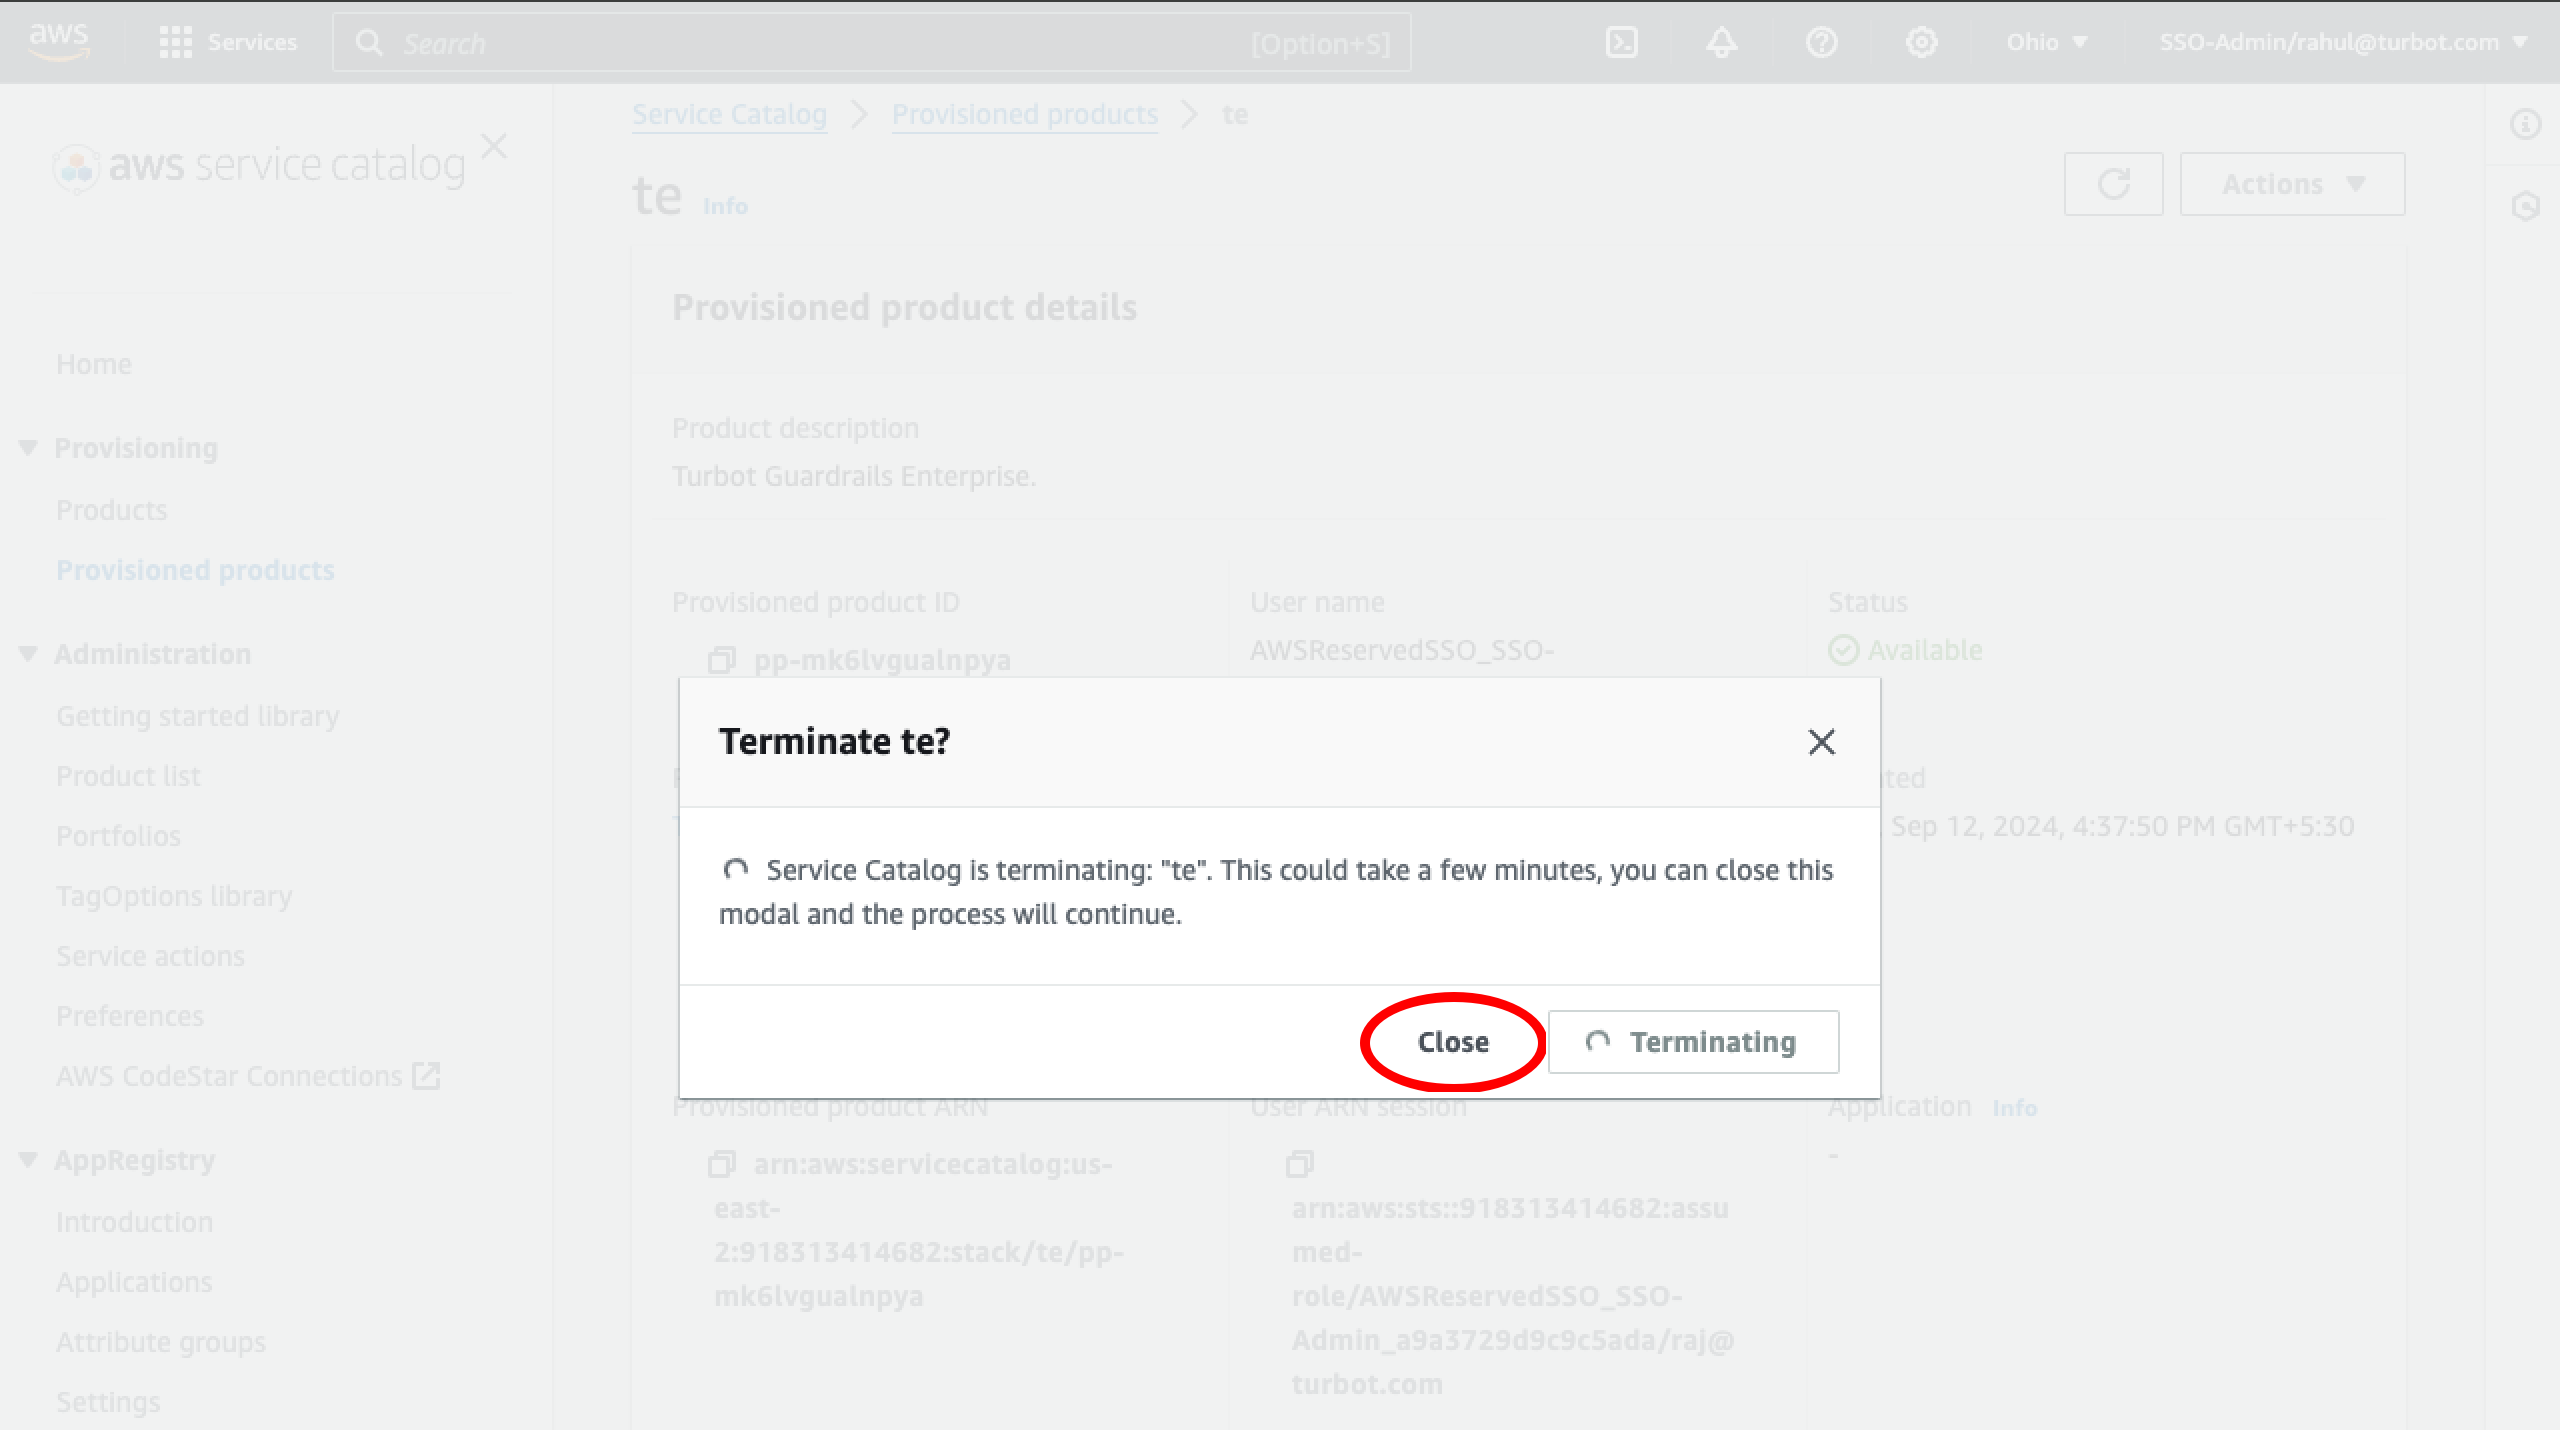 aws
Services
Search
[Option+S]
Ohio
SSO-Admin/rahul@turbot.com
Service Catalog
Provisioned products
te
aws service catalog
te Info
Actions
Home
Provisioning
Products
Provisioned products
Administration
Getting started library
Product list
Portfolios
TagOptions library
Service actions
Preferences
AWS CodeStar Connections
AppRegistry
Introduction
Applications
Attribute groups
Settings
Provisioned product details
Product description
Turbot Guardrails Enterprise.
Provisioned product ID
pp-mk6lvgualnpya
User name
AWSReservedSSO_SSO-
Status
Available
Sep 12, 2024, 4:37:50 PM GMT+5:30
Terminate te?
Service Catalog is terminating: "te". This could take a few minutes, you can close this
modal and the process will continue.
Close
Terminating
Provisioned product ARN
arn:aws:servicecatalog:us-
east-
2:918313414682:stack/te/pp-
mk6lvgualnpya
User ARN session
arn:aws:sts::918313414682:assu
med-
role/AWSReservedSSO_SSO-
Admin_a9a3729d9c9c5ada/raj@
turbot.com
Application Info
-